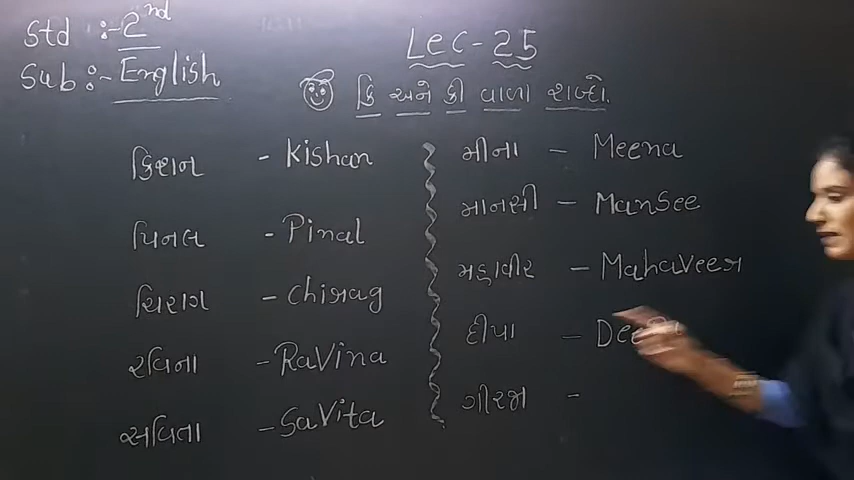 Std :- 2nd
Sub :- English
Lec - 25
કિ અને કી વાળા શબ્દો.
કિશન - Kishan
પિનલ - Pinal
ચિરાગ - Chirag
રવિના - RaVina
સવિતા - SaVita
મીના - Meena
માનસી - ManSee
મહાવીર - MahaVeer
દીપા -
ગીરજા -